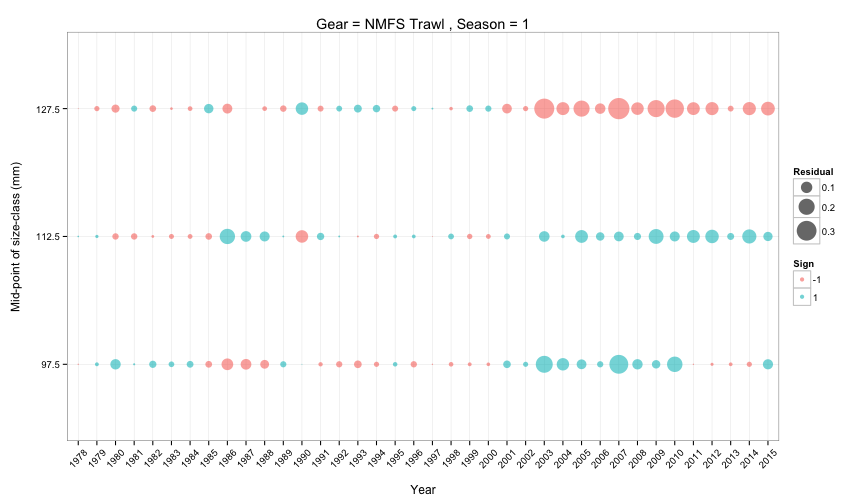 Gear = NMFS Trawl , Season = 1
Mid-point of size-class (mm)
127.5
112.5
97.5
1978 1979 1980 1981 1982 1983 1984 1985 1986 1987 1988 1989 1990 1991 1992 1993 1994 1995 1996 1997 1998 1999 2000 2001 2002 2003 2004 2005 2006 2007 2008 2009 2010 2011 2012 2013 2014 2015
Year
Residual
0.1
0.2
0.3
Sign
-1
1